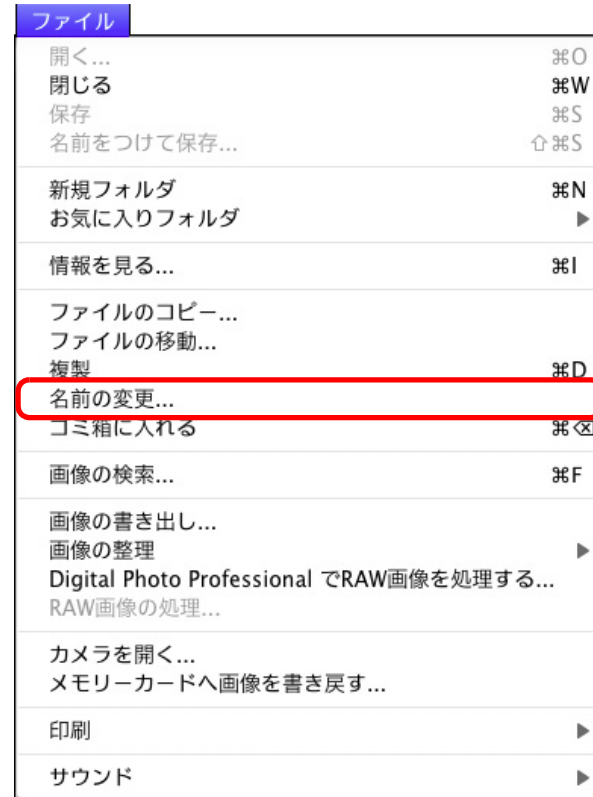 ファイル
開く... ⌘O
閉じる ⌘W
保存 ⌘S
名前をつけて保存... ⇧⌘S
新規フォルダ ⌘N
お気に入りフォルダ ▶
情報を見る... ⌘I
ファイルのコピー...
ファイルの移動...
複製 ⌘D
名前の変更...
ゴミ箱に入れる ⌘⌫
画像の検索... ⌘F
画像の書き出し...
画像の整理 ▶
Digital Photo Professional でRAW画像を処理する...
RAW画像の処理...
カメラを開く...
メモリーカードへ画像を書き戻す...
印刷 ▶
サウンド ▶